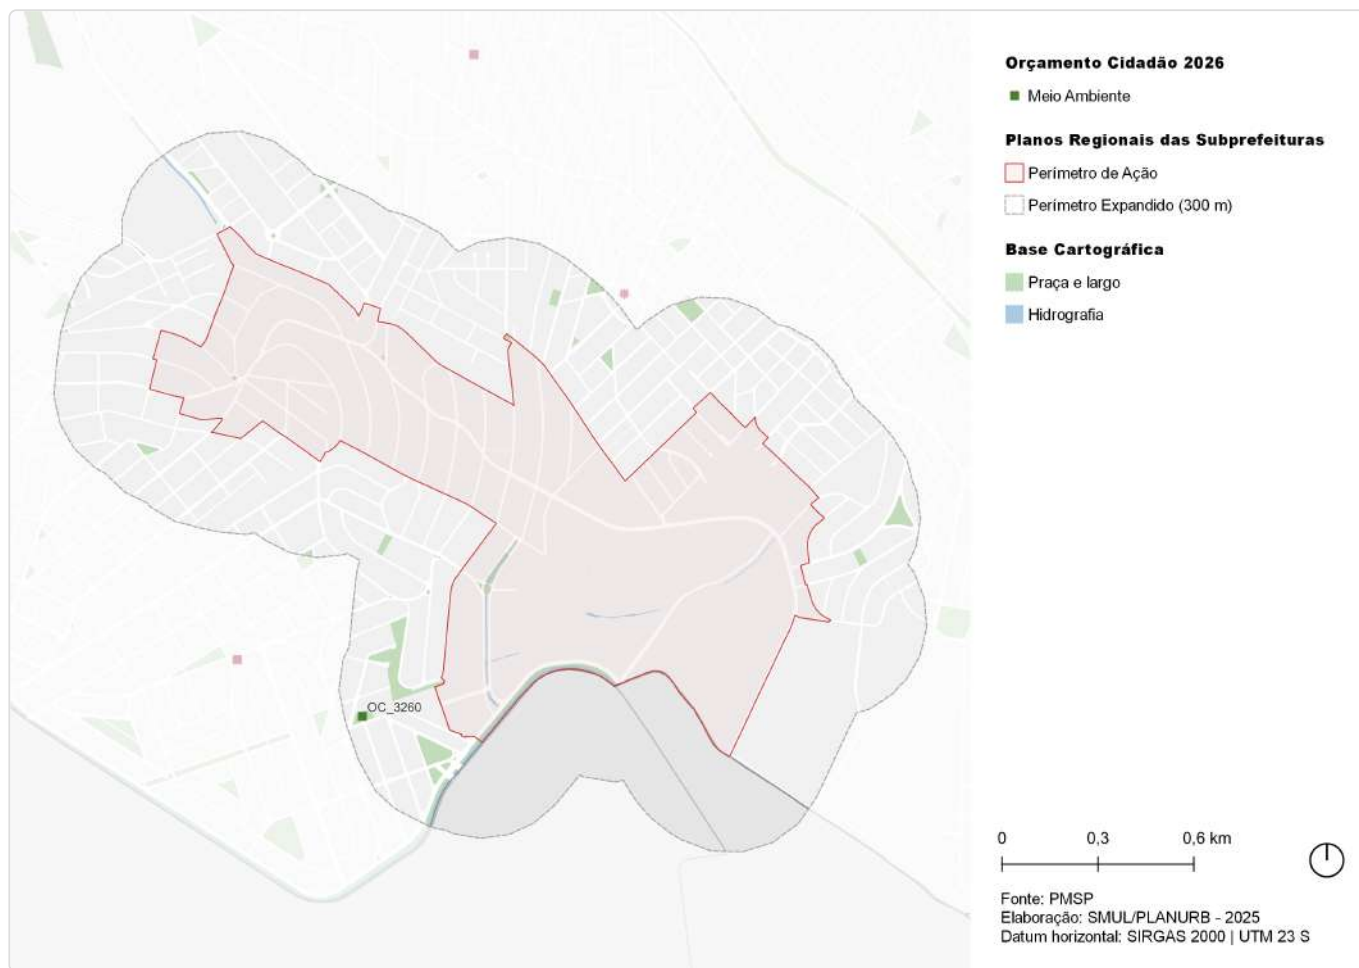 Orçamento Cidadão 2026
Meio Ambiente
Planos Regionais das Subprefeituras
Perímetro de Ação
Perímetro Expandido (300 m)
Base Cartográfica
Praça e largo
Hidrografia
OC_3260
0 0,3 0,6 km
Fonte: PMSP
Elaboração: SMUL/PLANURB - 2025
Datum horizontal: SIRGAS 2000 | UTM 23 S